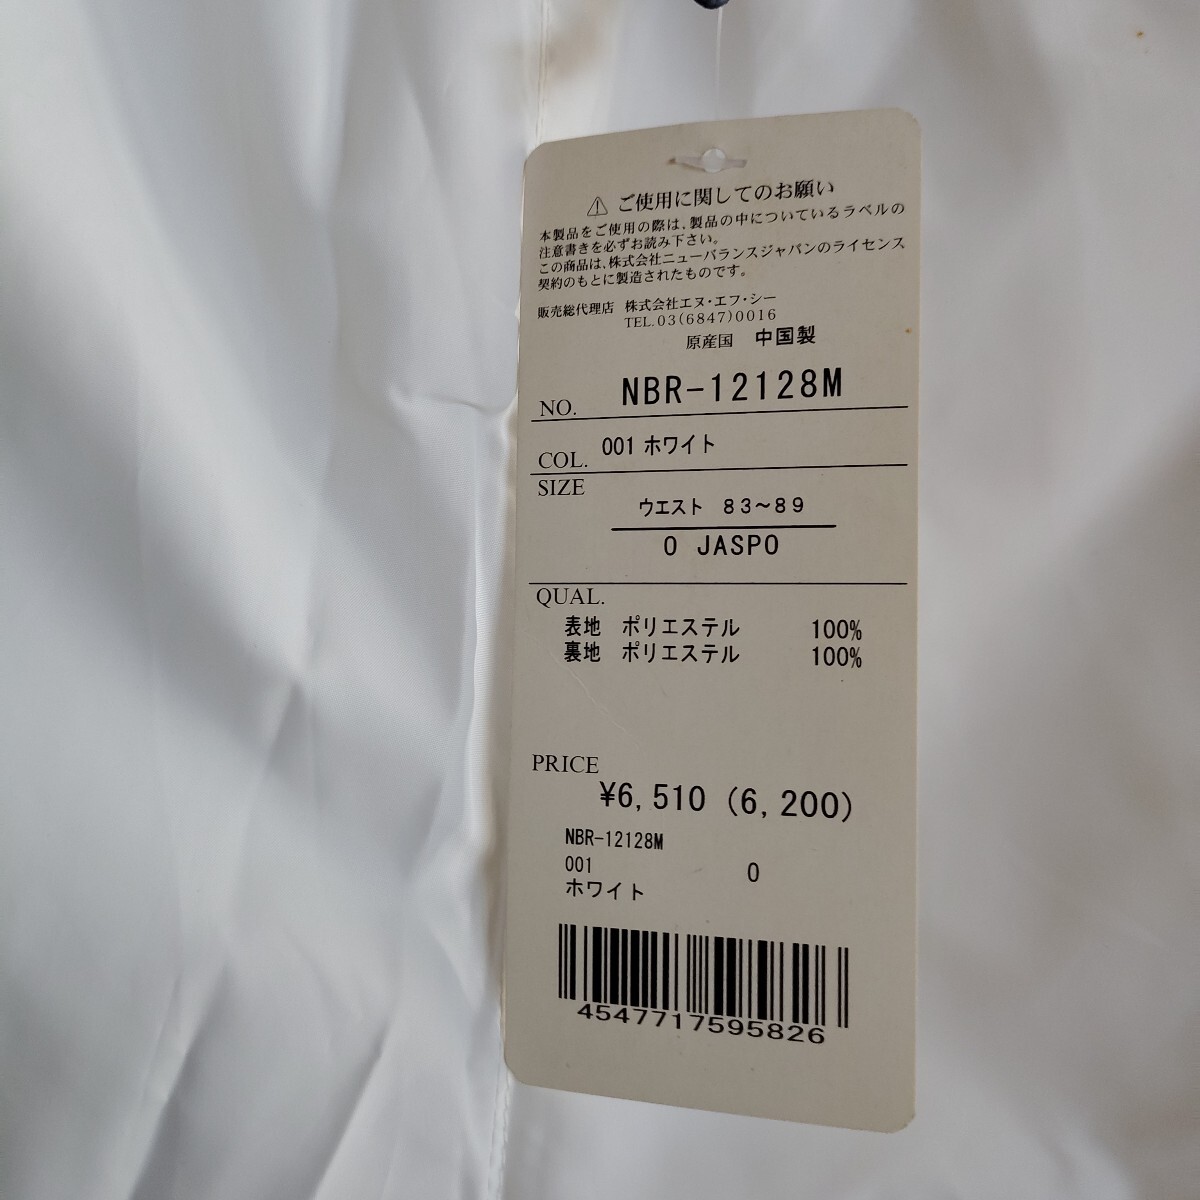 ⚠ ご使用に関してのお願い
本製品をご使用の際は、製品の中についているラベルの
注意書きを必ずお読み下さい。
この商品は、株式会社ニューバランスジャパンのライセンス
契約のもとに製造されたものです。
販売総代理店 株式会社エヌ・エフ・シー
TEL.03(6847)0016
原産国 中国製
NO. NBR-12128M
COL. 001 ホワイト
SIZE
ウエスト 83~89
O JASPO
QUAL.
表地 ポリエステル 100%
裏地 ポリエステル 100%
PRICE
¥6,510 (6,200)
NBR-12128M
001 O
ホワイト
4547717595826